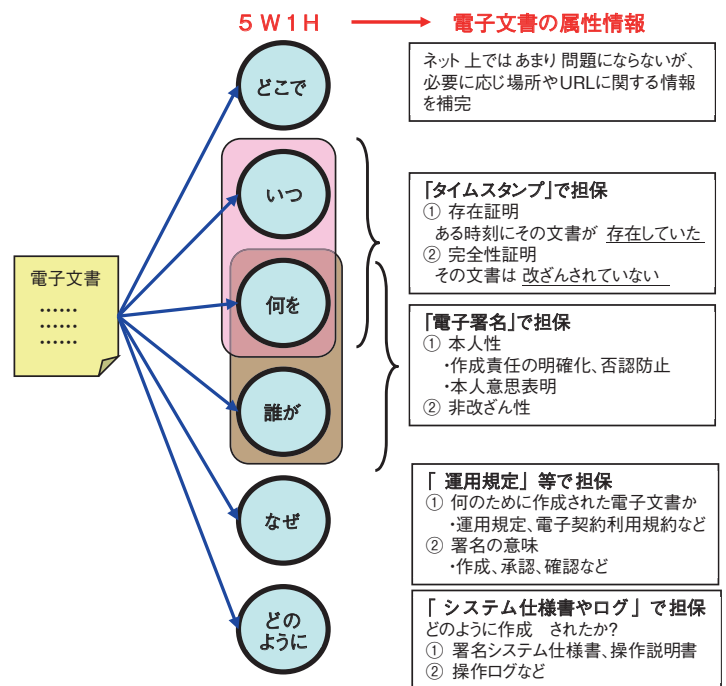 ５Ｗ１Ｈ 電子文書の属性情報
どこで
ネット上ではあまり問題にならないが、
必要に応じ場所やURLに関する情報
を補完
いつ
「タイムスタンプ」で担保
① 存在証明
ある時刻にその文書が 存在していた
② 完全性証明
その文書は 改ざんされていない
電子文書
……
……
……
何を
「電子署名」で担保
① 本人性
・作成責任の明確化、否認防止
・本人意思表明
② 非改ざん性
誰が
「運用規定」等で担保
① 何のために作成された電子文書か
・運用規定、電子契約利用規約など
② 署名の意味
・作成、承認、確認など
なぜ
「システム仕様書やログ」で担保
どのように作成 されたか?
① 署名システム仕様書、操作説明書
② 操作ログなど
どの
ように